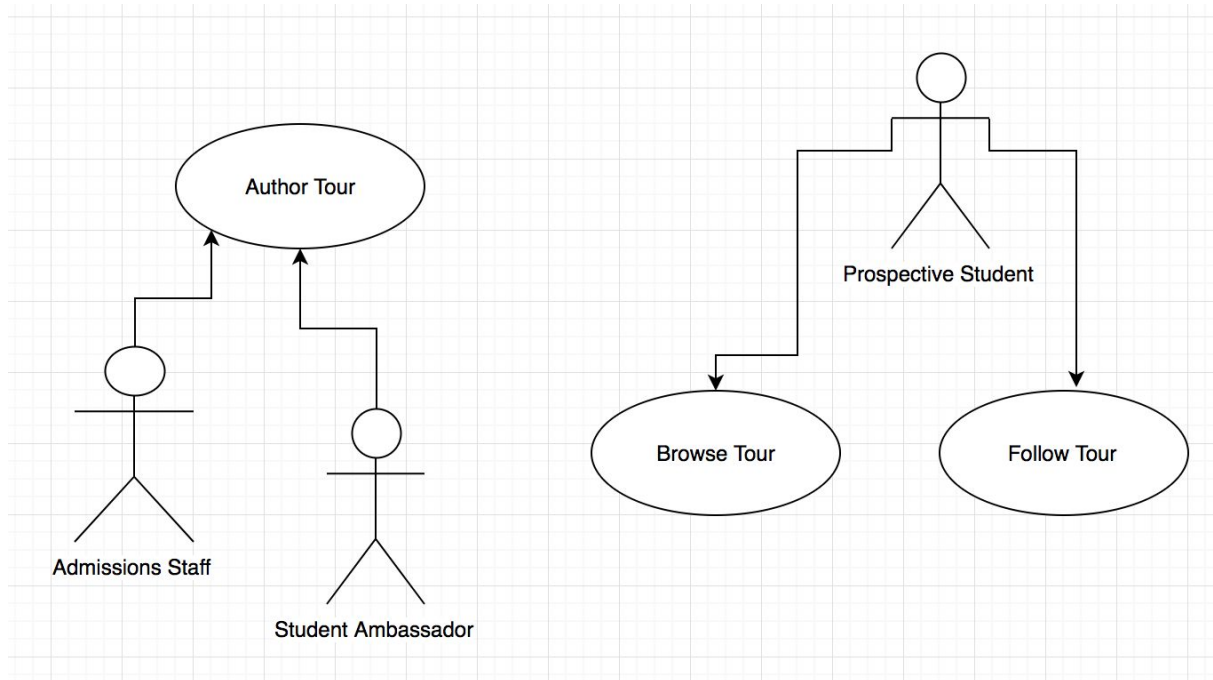 Author Tour
Prospective Student
Browse Tour
Follow Tour
Admissions Staff
Student Ambassador